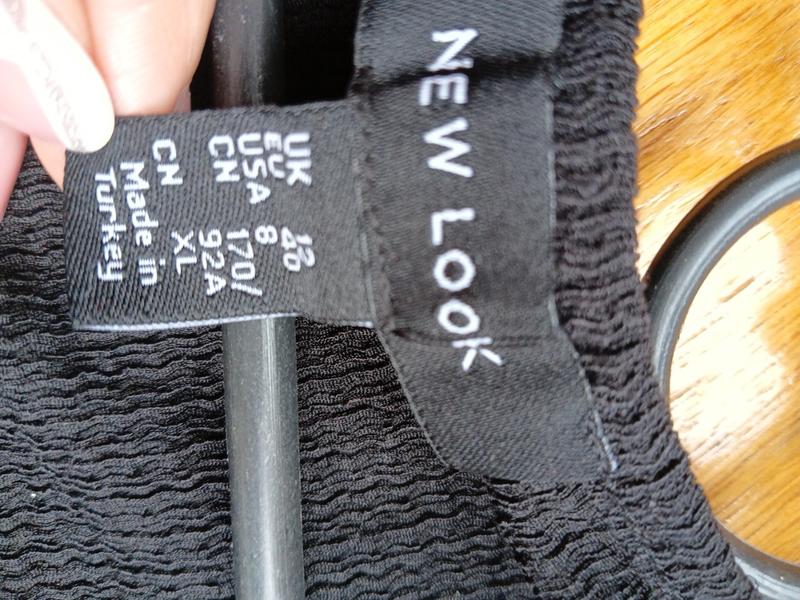 NEW LOOK
UK 12
EU 40
USA 8
CN 170/
92A
CN XL
Made in
Turkey